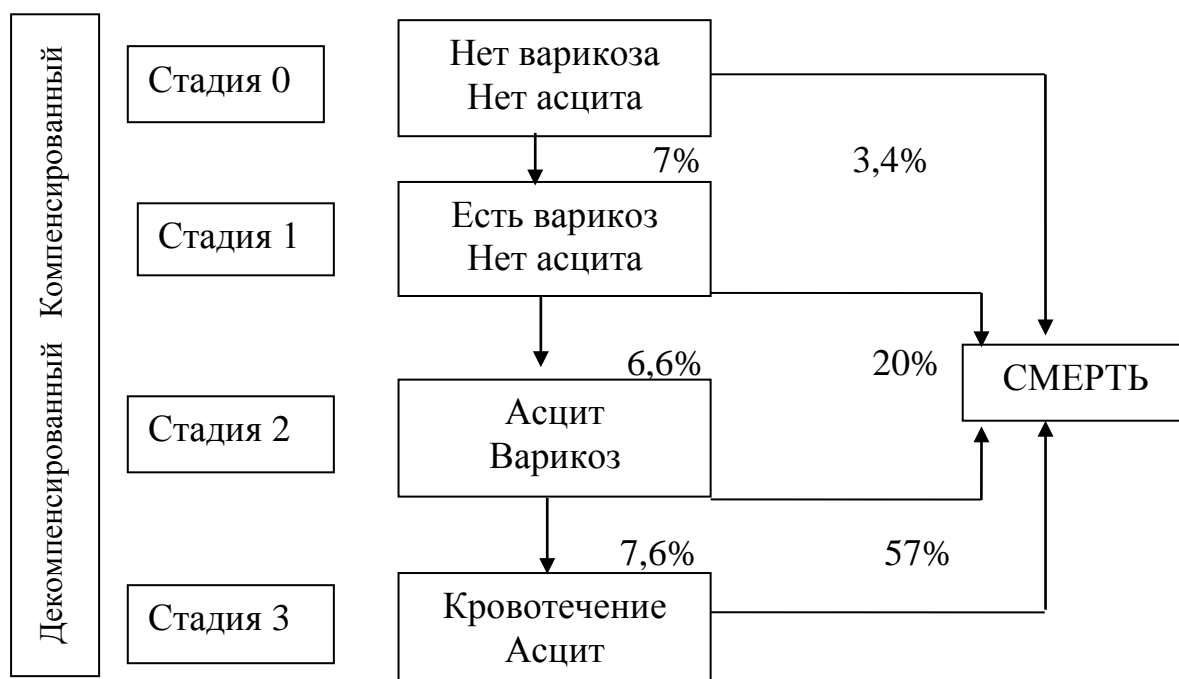 Декомпенсированный Компенсированный
Стадия 0
Нет варикоза
Нет асцита
7%
3,4%
Стадия 1
Есть варикоз
Нет асцита
6,6%
20%
СМЕРТЬ
Стадия 2
Асцит
Варикоз
7,6%
57%
Стадия 3
Кровотечение
Асцит